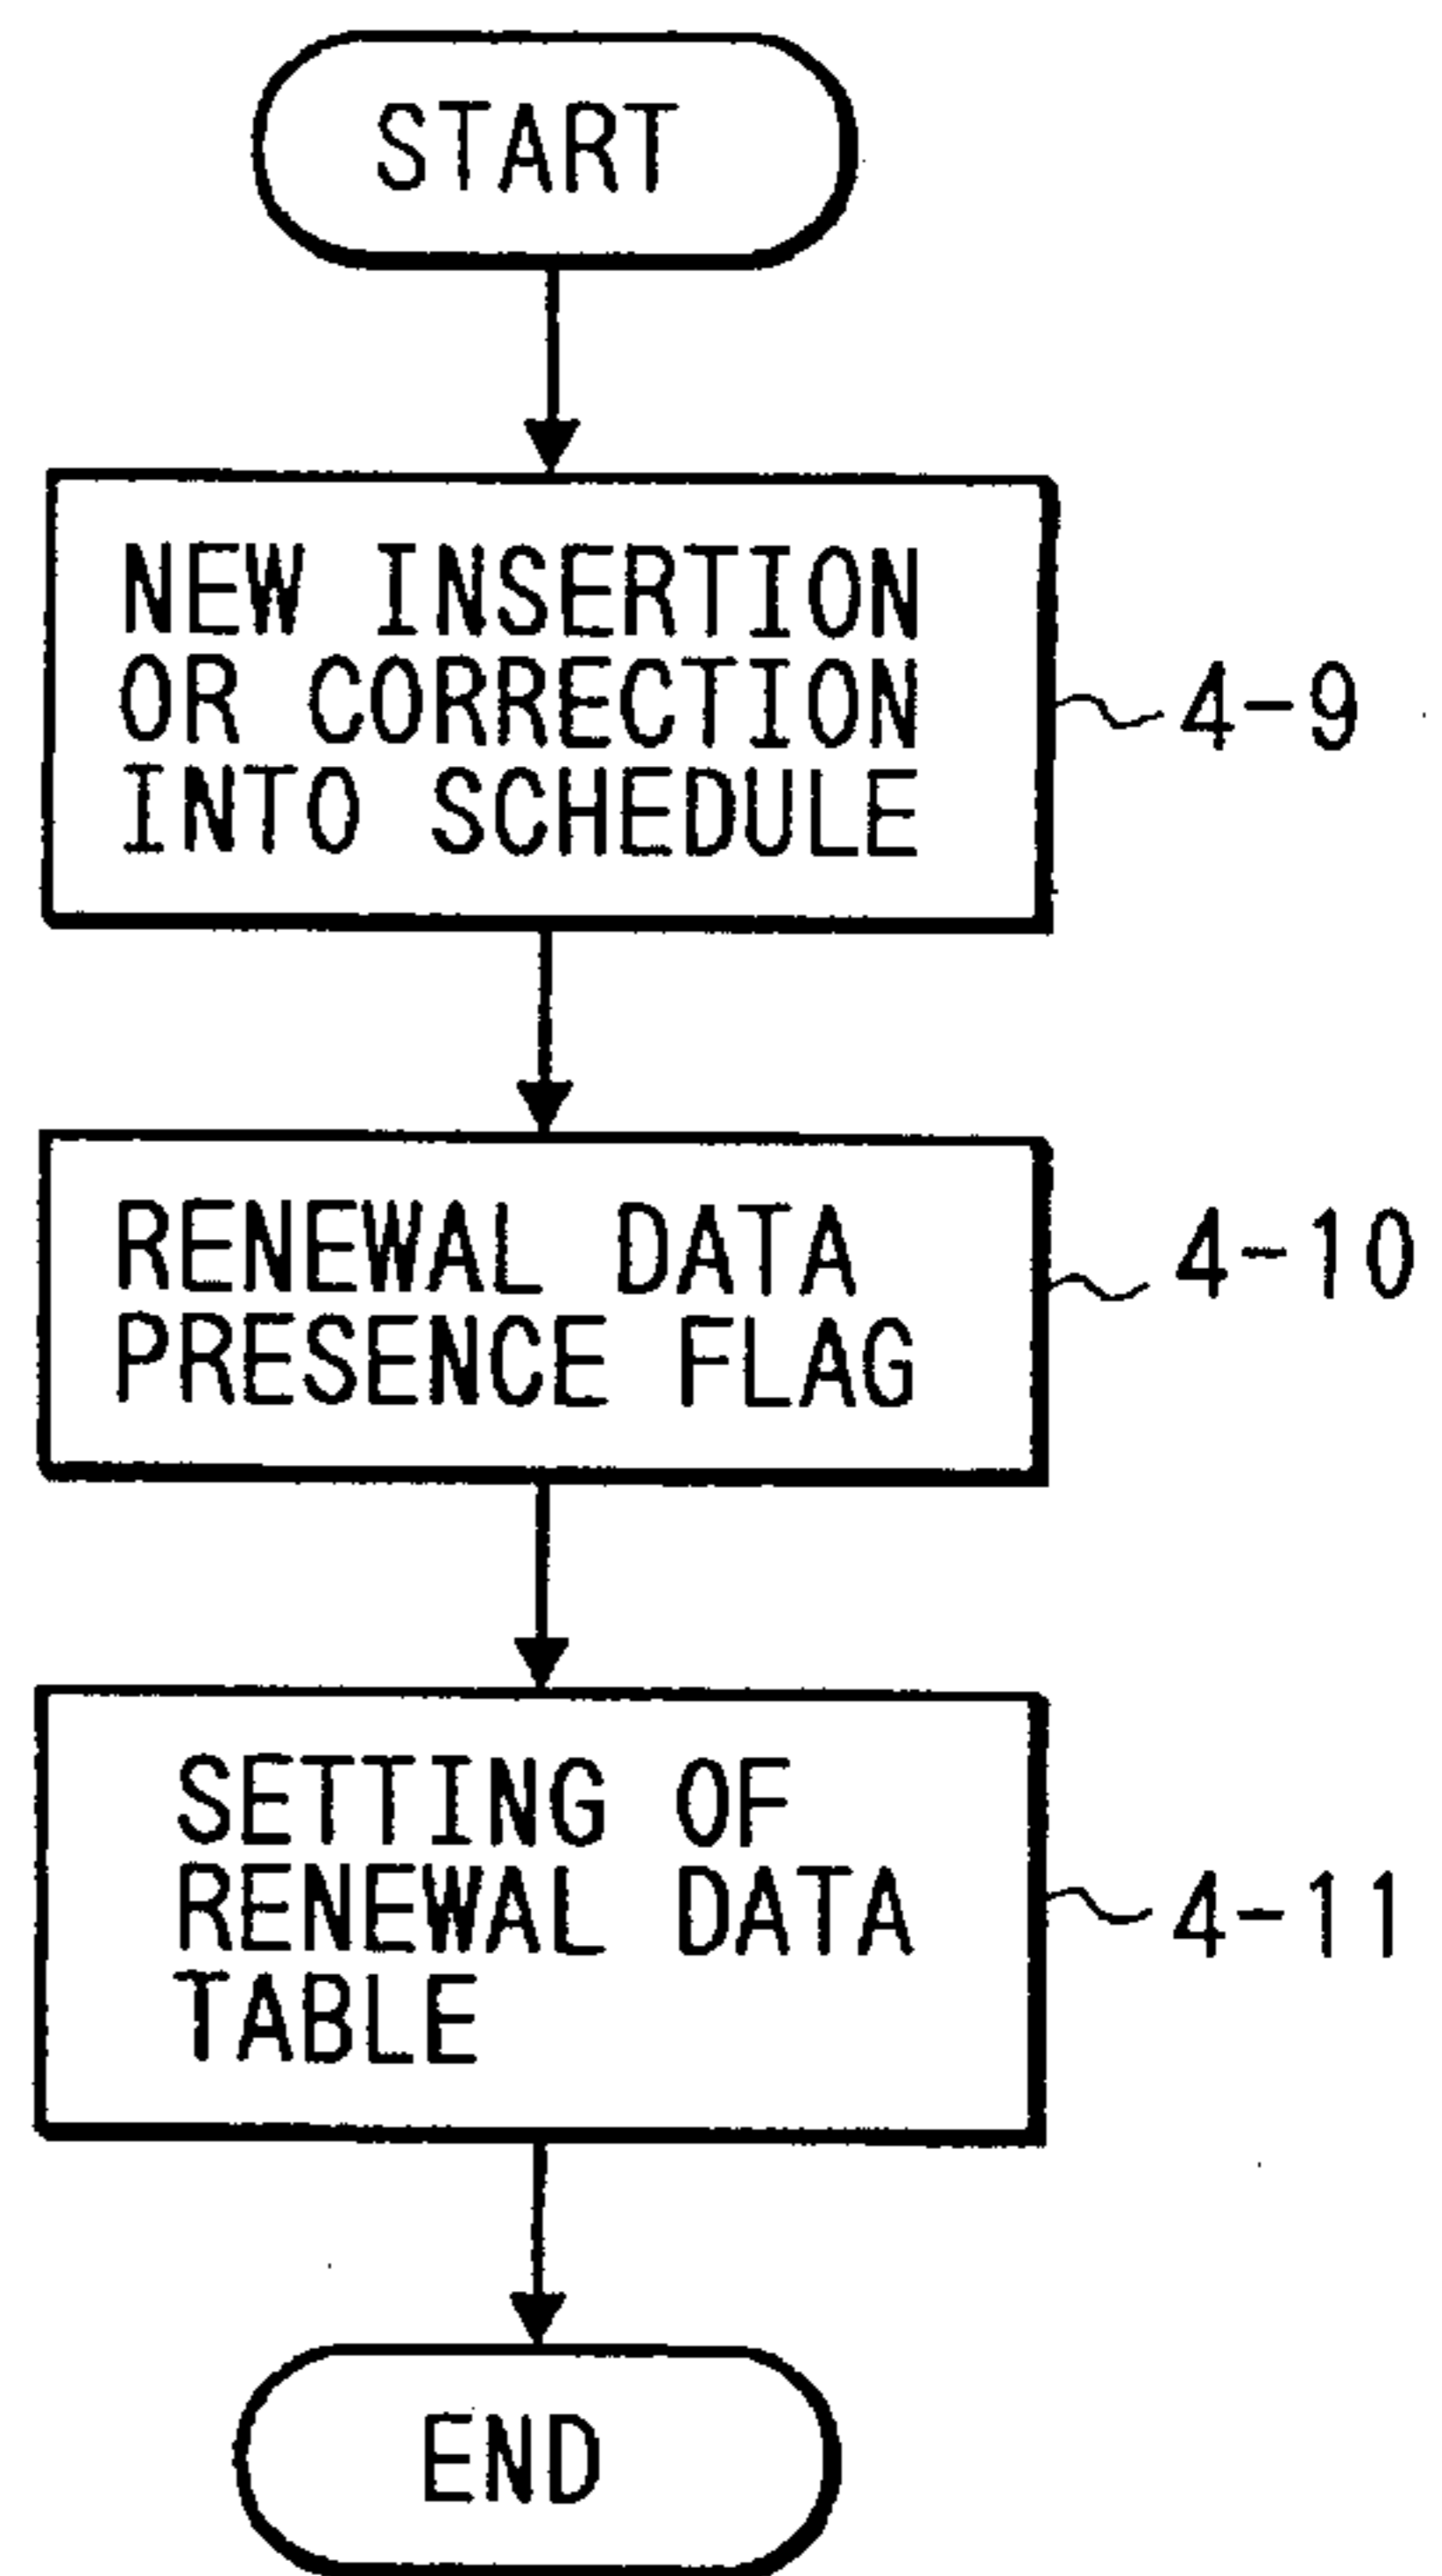 START
NEW INSERTION
OR CORRECTION
INTO SCHEDULE
4-9
RENEWAL DATA
PRESENCE FLAG
4-10
SETTING OF
RENEWAL DATA
TABLE
4-11
END